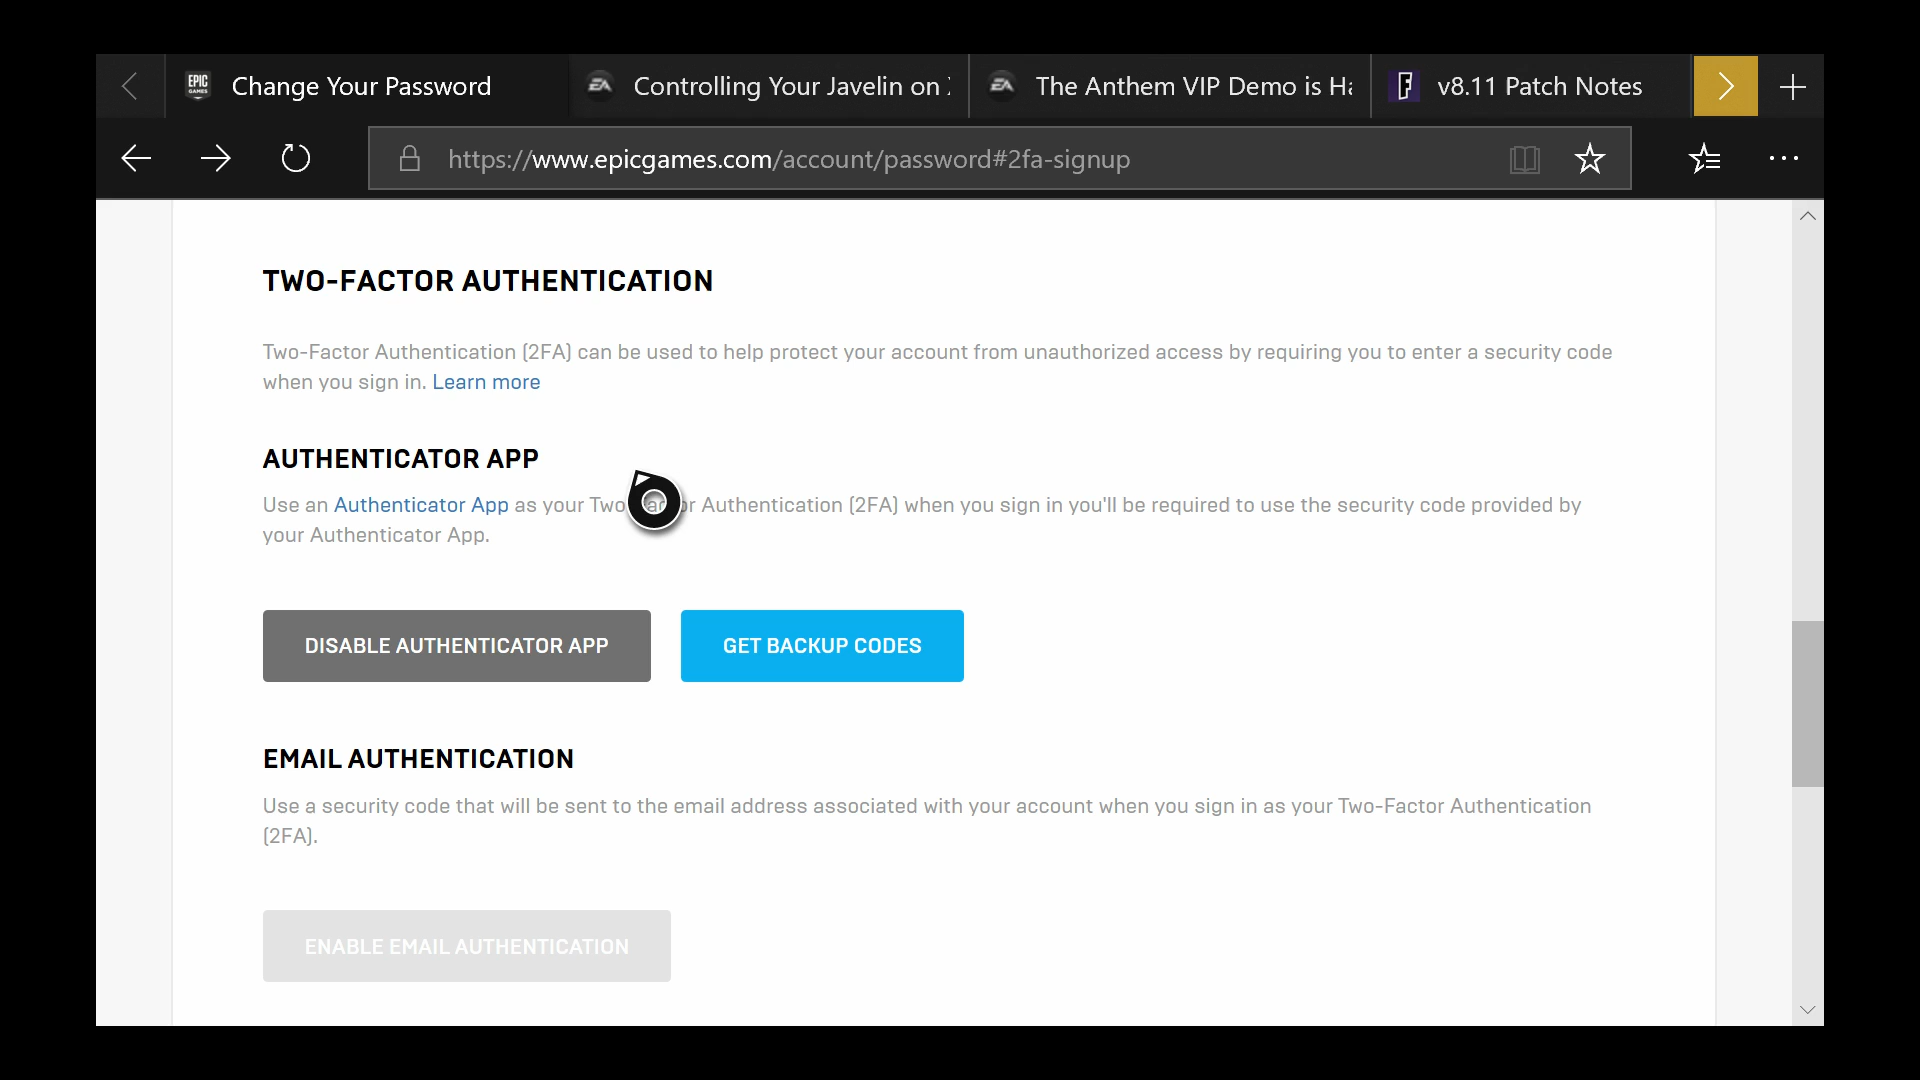 EPIC GAMES
Change Your Password
EA
Controlling Your Javelin on
EA
The Anthem VIP Demo is Ha
F
v8.11 Patch Notes
https://www.epicgames.com/account/password#2fa-signup
TWO-FACTOR AUTHENTICATION
Two-Factor Authentication (2FA) can be used to help protect your account from unauthorized access by requiring you to enter a security code
when you sign in. Learn more
AUTHENTICATOR APP
Use an Authenticator App as your Two-Factor Authentication (2FA) when you sign in you'll be required to use the security code provided by
your Authenticator App.
DISABLE AUTHENTICATOR APP
GET BACKUP CODES
EMAIL AUTHENTICATION
Use a security code that will be sent to the email address associated with your account when you sign in as your Two-Factor Authentication
(2FA).
ENABLE EMAIL AUTHENTICATION